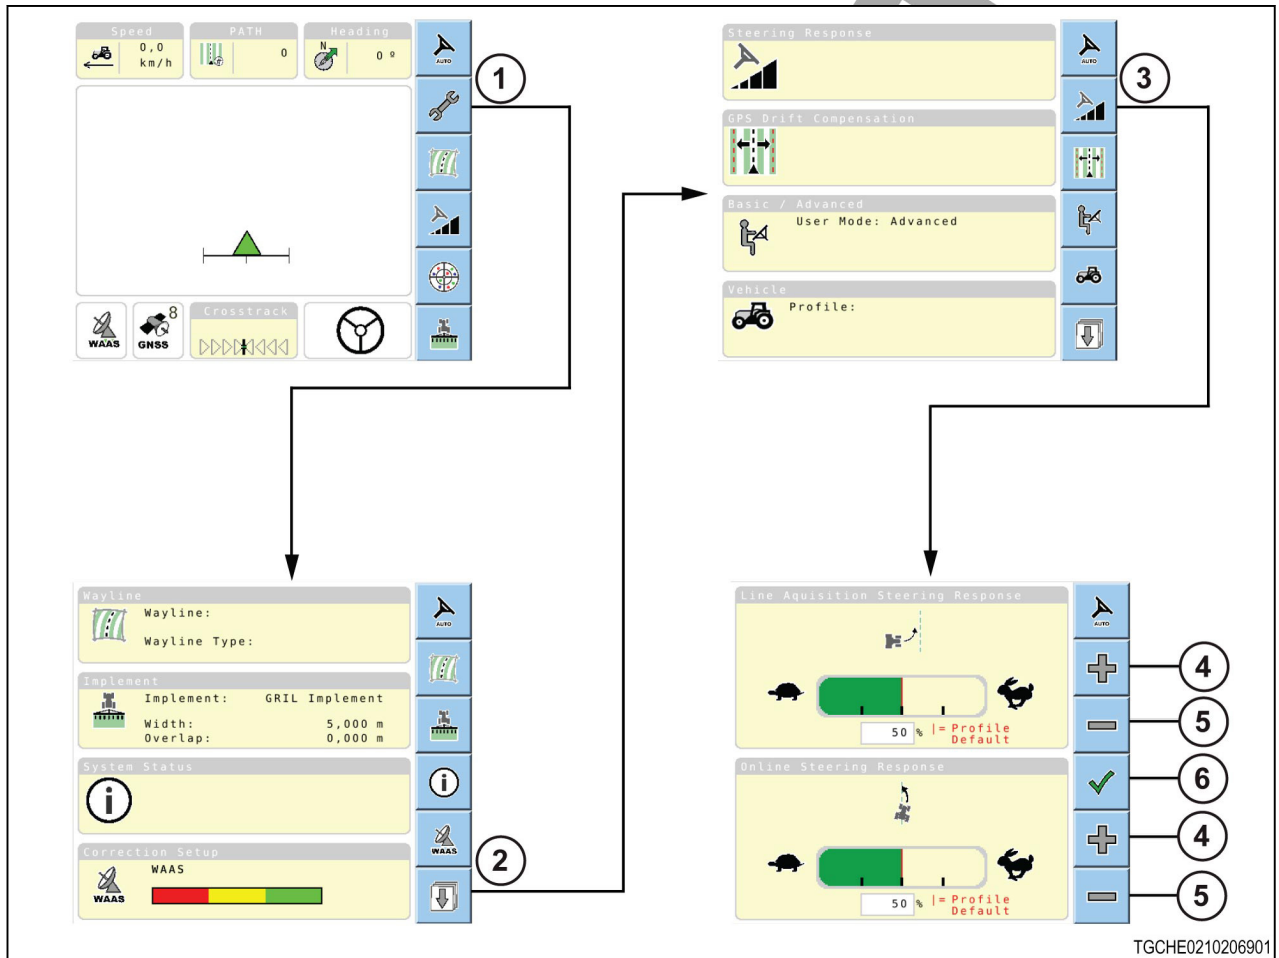 Speed
0,0
km/h
PATH
0
Heading
N
0 º
AUTO
1
WAAS
8
GNSS
Crosstrack
Steering Response
GPS Drift Compensation
Basic / Advanced
User Mode: Advanced
Vehicle
Profile:
AUTO
3
Wayline
Wayline:
Wayline Type:
Implement
Implement: GRIL Implement
Width: 5,000 m
Overlap: 0,000 m
System Status
i
Correction Setup
WAAS
WAAS
AUTO
i
WAAS
2
Line Aquisition Steering Response
50 % |= Profile
Default
Online Steering Response
50 % |= Profile
Default
AUTO
4
5
6
4
5
TGCHE0210206901